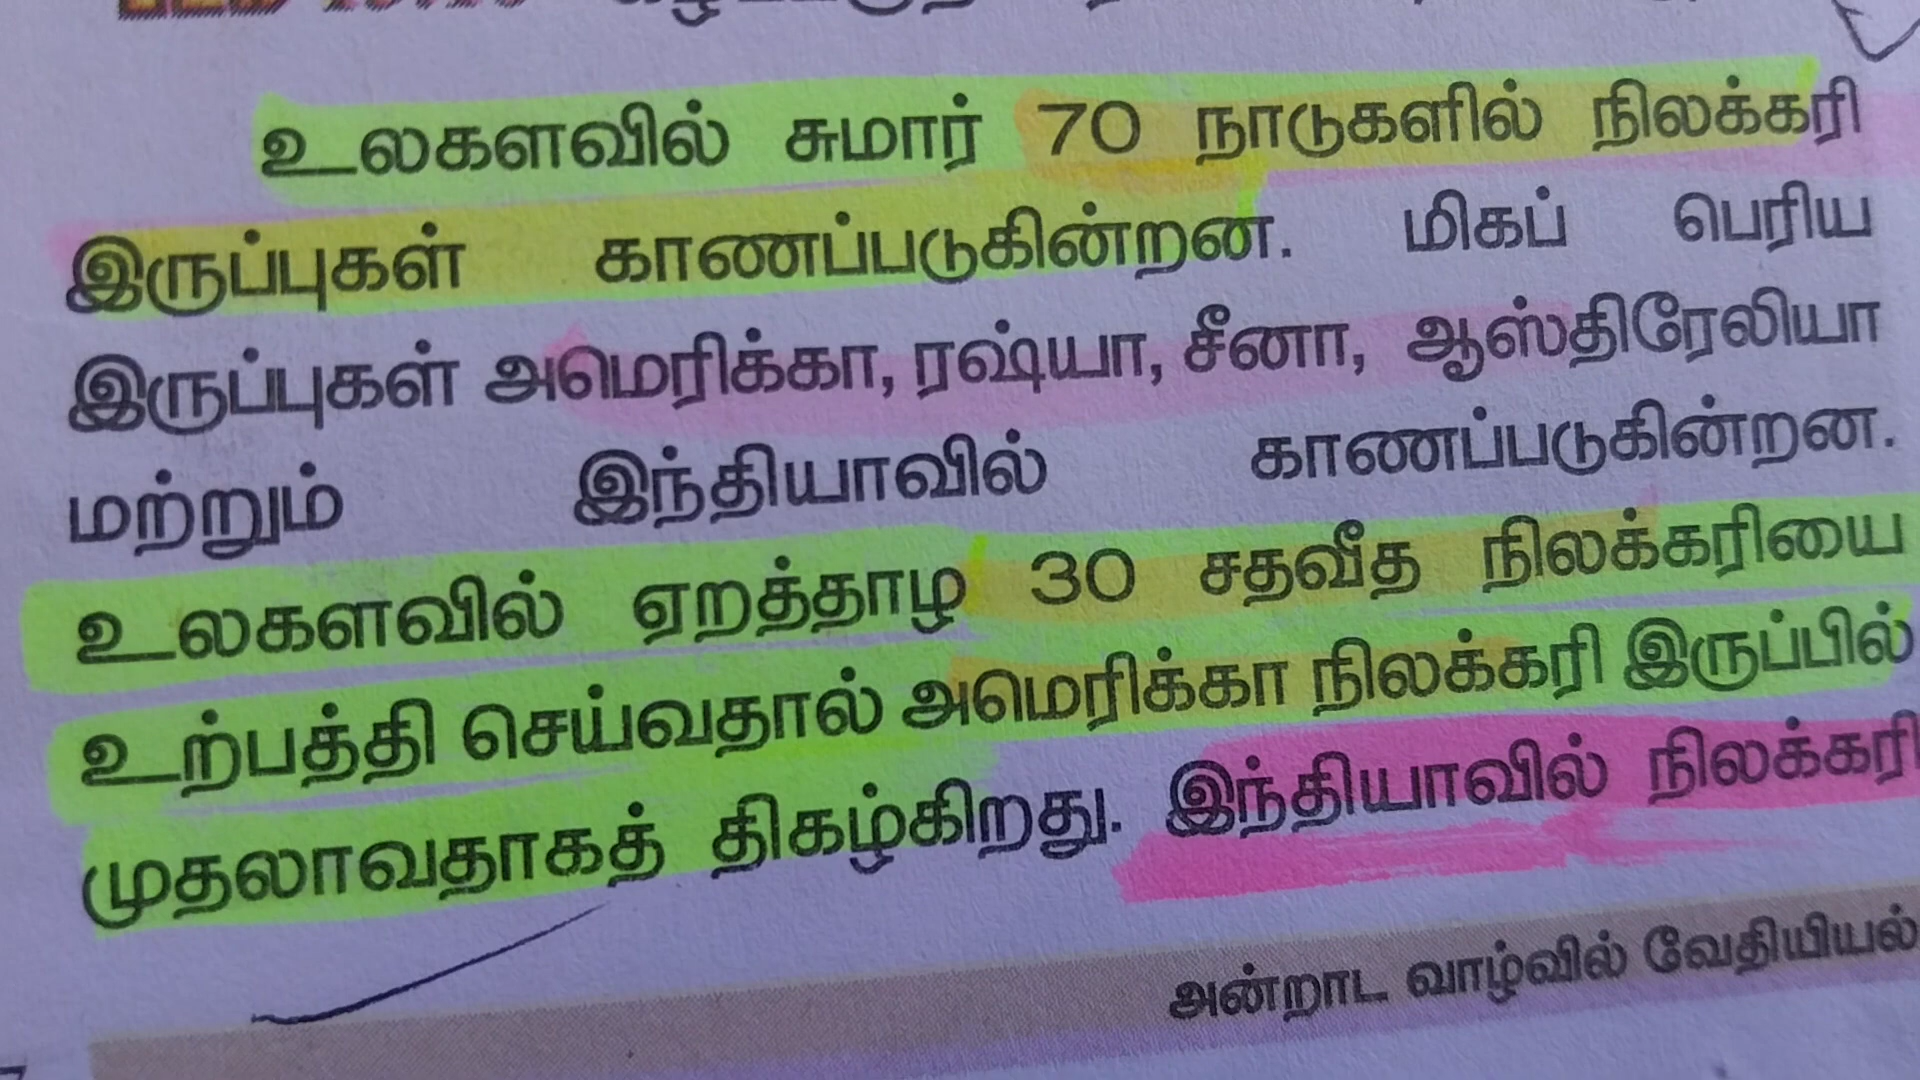 உலகளவில் சுமார் 70 நாடுகளில் நிலக்கரி
இருப்புகள் காணப்படுகின்றன. மிகப் பெரிய
இருப்புகள் அமெரிக்கா, ரஷ்யா, சீனா, ஆஸ்திரேலியா
மற்றும் இந்தியாவில் காணப்படுகின்றன.
உலகளவில் ஏறத்தாழ 30 சதவீத நிலக்கரியை
உற்பத்தி செய்வதால் அமெரிக்கா நிலக்கரி இருப்பில்
முதலாவதாகத் திகழ்கிறது. இந்தியாவில் நிலக்கரி
அன்றாட வாழ்வில் வேதியியல்